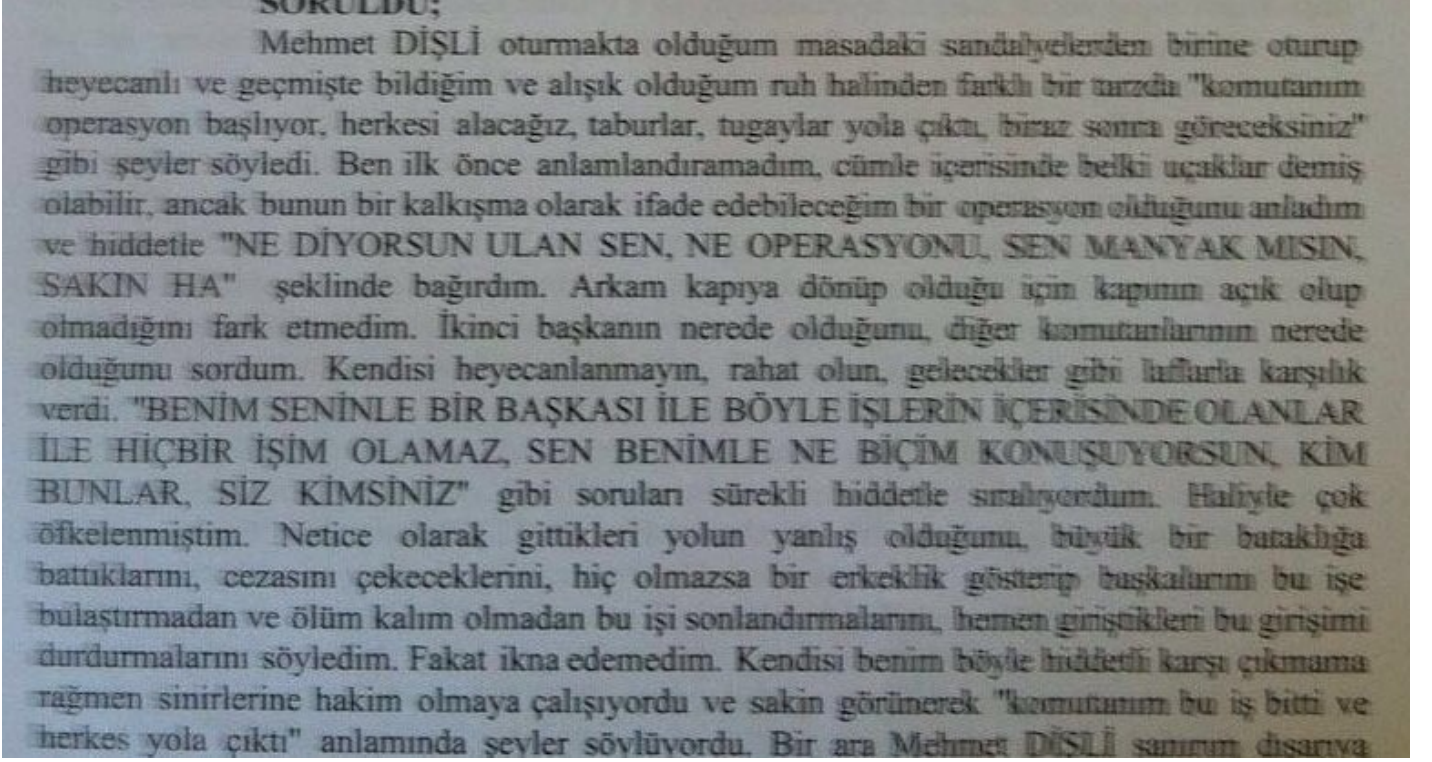 SORULDU;
Mehmet DİŞLİ oturmakta olduğum masadaki sandalyelerden birine oturup
heyecanlı ve geçmişte bildiğim ve alışık olduğum ruh halinden farklı bir tarzda "komutanım
operasyon başlıyor, herkesi alacağız, taburlar, tugaylar yola çıktı, biraz sonra göreceksiniz"
gibi şeyler söyledi. Ben ilk önce anlamlandıramadım, cümle içerisinde belki uçaklar demiş
olabilir, ancak bunun bir kalkışma olarak ifade edebileceğim bir operasyon olduğunu anladım
ve hiddetle "NE DİYORSUN ULAN SEN, NE OPERASYONU, SEN MANYAK MISIN,
SAKIN HA" şeklinde bağırdım. Arkam kapıya dönüp olduğu için kapının açık olup
olmadığını fark etmedim. İkinci başkanın nerede olduğunu, diğer komutanlarının nerede
olduğunu sordum. Kendisi heyecanlanmayın, rahat olun, gelecekler gibi laflarla karşılık
verdi. "BENİM SENİNLE BİR BAŞKASI İLE BÖYLE İŞLERİN İÇERİSİNDE OLANLAR
İLE HİÇBİR İŞİM OLAMAZ, SEN BENİMLE NE BİÇİM KONUŞUYORSUN, KİM
BUNLAR, SİZ KİMSİNİZ" gibi soruları sürekli hiddetle sıralıyordum. Haliyle çok
öfkelenmiştim. Netice olarak gittikleri yolun yanlış olduğunu, büyük bir bataklığa
battıklarını, cezasını çekeceklerini, hiç olmazsa bir erkeklik gösterip başkalarını bu işe
bulaştırmadan ve ölüm kalım olmadan bu işi sonlandırmalarını, hemen giriştikleri bu girişimi
durdurmalarını söyledim. Fakat ikna edemedim. Kendisi benim böyle hiddetli karşı çıkmama
rağmen sinirlerine hakim olmaya çalışıyordu ve sakin görünerek "komutanım bu iş bitti ve
herkes yola çıktı" anlamında şeyler söylüyordu. Bir ara Mehmet DİŞLİ sanırım dışarıya